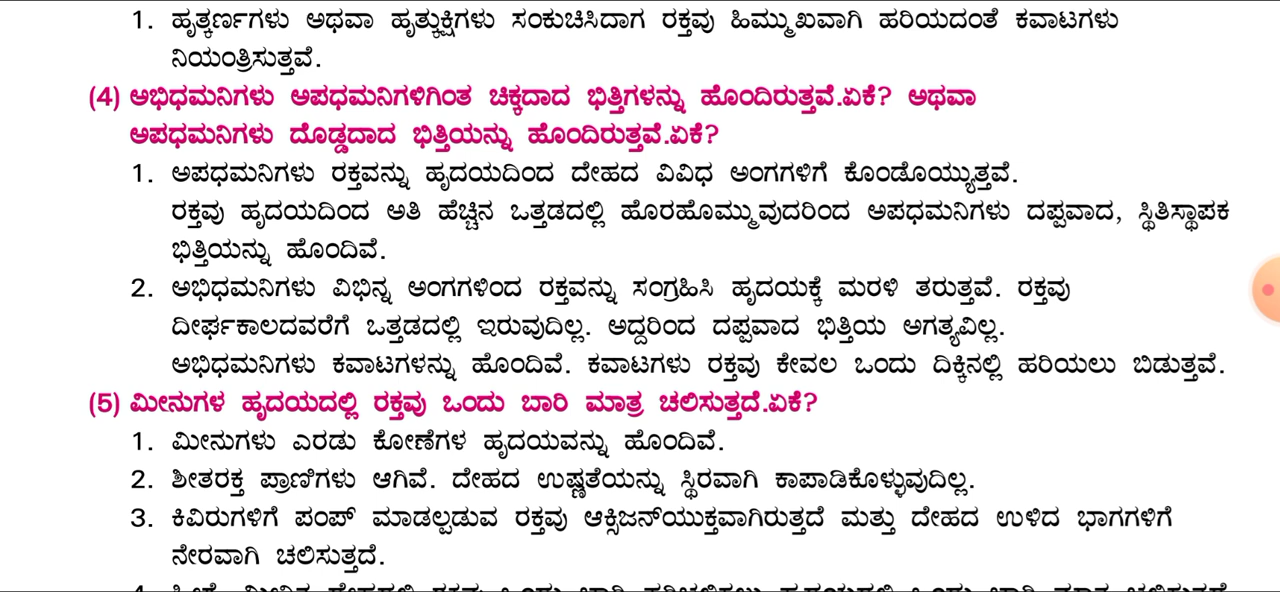 1. ಹೃತ್ಕರ್ಣಗಳು ಅಥವಾ ಹೃತ್ಕುಕ್ಷಿಗಳು ಸಂಕುಚಿಸಿದಾಗ ರಕ್ತವು ಹಿಮ್ಮುಖವಾಗಿ ಹರಿಯದಂತೆ ಕವಾಟಗಳು
ನಿಯಂತ್ರಿಸುತ್ತವೆ.
(4) ಅಭಿಧಮನಿಗಳು ಅಪಧಮನಿಗಳಿಗಿಂತ ಚಿಕ್ಕದಾದ ಭಿತ್ತಿಗಳನ್ನು ಹೊಂದಿರುತ್ತವೆ.ಏಕೆ? ಅಥವಾ
ಅಪಧಮನಿಗಳು ದೊಡ್ಡದಾದ ಭಿತ್ತಿಯನ್ನು ಹೊಂದಿರುತ್ತವೆ.ಏಕೆ?
1. ಅಪಧಮನಿಗಳು ರಕ್ತವನ್ನು ಹೃದಯದಿಂದ ದೇಹದ ವಿವಿಧ ಅಂಗಗಳಿಗೆ ಕೊಂಡೊಯ್ಯುತ್ತವೆ.
ರಕ್ತವು ಹೃದಯದಿಂದ ಅತಿ ಹೆಚ್ಚಿನ ಒತ್ತಡದಲ್ಲಿ ಹೊರಹೊಮ್ಮುವುದರಿಂದ ಅಪಧಮನಿಗಳು ದಪ್ಪವಾದ, ಸ್ಥಿತಿಸ್ಥಾಪಕ
ಭಿತ್ತಿಯನ್ನು ಹೊಂದಿವೆ.
2. ಅಭಿಧಮನಿಗಳು ವಿಭಿನ್ನ ಅಂಗಗಳಿಂದ ರಕ್ತವನ್ನು ಸಂಗ್ರಹಿಸಿ ಹೃದಯಕ್ಕೆ ಮರಳಿ ತರುತ್ತವೆ. ರಕ್ತವು
ದೀರ್ಘಕಾಲದವರೆಗೆ ಒತ್ತಡದಲ್ಲಿ ಇರುವುದಿಲ್ಲ. ಅದ್ದರಿಂದ ದಪ್ಪವಾದ ಭಿತ್ತಿಯ ಅಗತ್ಯವಿಲ್ಲ.
ಅಭಿಧಮನಿಗಳು ಕವಾಟಗಳನ್ನು ಹೊಂದಿವೆ. ಕವಾಟಗಳು ರಕ್ತವು ಕೇವಲ ಒಂದು ದಿಕ್ಕಿನಲ್ಲಿ ಹರಿಯಲು ಬಿಡುತ್ತವೆ.
(5) ಮೀನುಗಳ ಹೃದಯದಲ್ಲಿ ರಕ್ತವು ಒಂದು ಬಾರಿ ಮಾತ್ರ ಚಲಿಸುತ್ತದೆ.ಏಕೆ?
1. ಮೀನುಗಳು ಎರಡು ಕೋಣೆಗಳ ಹೃದಯವನ್ನು ಹೊಂದಿವೆ.
2. ಶೀತರಕ್ತ ಪ್ರಾಣಿಗಳು ಆಗಿವೆ. ದೇಹದ ಉಷ್ಣತೆಯನ್ನು ಸ್ಥಿರವಾಗಿ ಕಾಪಾಡಿಕೊಳ್ಳುವುದಿಲ್ಲ.
3. ಕಿವಿರುಗಳಿಗೆ ಪಂಪ್ ಮಾಡಲ್ಪಡುವ ರಕ್ತವು ಆಕ್ಸಿಜನ್‌ಯುಕ್ತವಾಗಿರುತ್ತದೆ ಮತ್ತು ದೇಹದ ಉಳಿದ ಭಾಗಗಳಿಗೆ
ನೇರವಾಗಿ ಚಲಿಸುತ್ತದೆ.